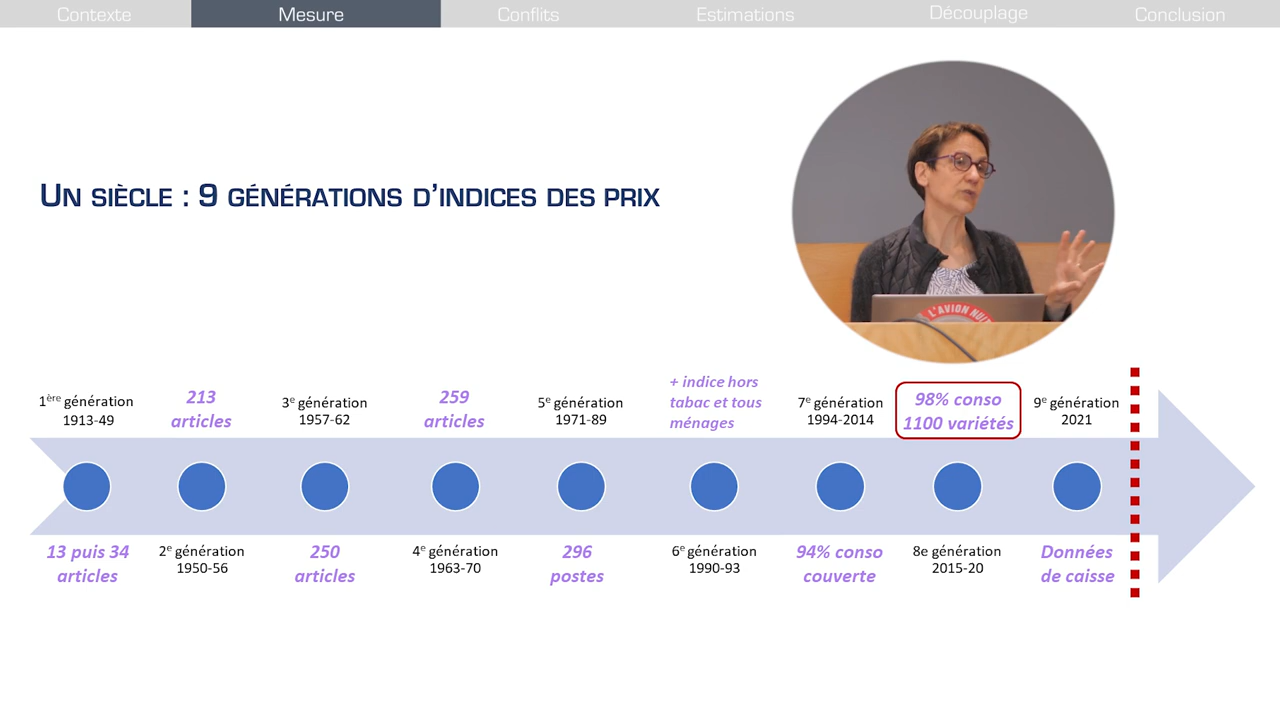 Contexte
Mesure
Conflits
Estimations
Découplage
Conclusion
UN SIÈCLE : 9 GÉNÉRATIONS D'INDICES DES PRIX
L'AVION
1ère génération
1913-49
213
articles
3e génération
1957-62
259
articles
5e génération
1971-89
+ indice hors
tabac et tous
ménages
7e génération
1994-2014
98% conso
1100 variétés
9e génération
2021
13 puis 34
articles
2e génération
1950-56
250
articles
4e génération
1963-70
296
postes
6e génération
1990-93
94% conso
couverte
8e génération
2015-20
Données
de caisse